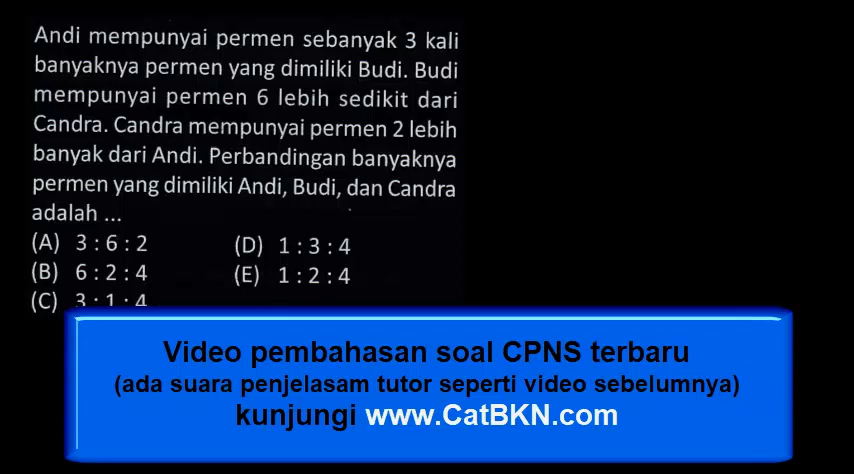 Andi mempunyai permen sebanyak 3 kali
banyaknya permen yang dimiliki Budi. Budi
mempunyai permen 6 lebih sedikit dari
Candra. Candra mempunyai permen 2 lebih
banyak dari Andi. Perbandingan banyaknya
permen yang dimiliki Andi, Budi, dan Candra
adalah ...
(A) 3 : 6 : 2 (D) 1 : 3 : 4
(B) 6 : 2 : 4 (E) 1 : 2 : 4
(C) 3 : 1 : 4
Video pembahasan soal CPNS terbaru
(ada suara penjelasam tutor seperti video sebelumnya)
kunjungi www.CatBKN.com